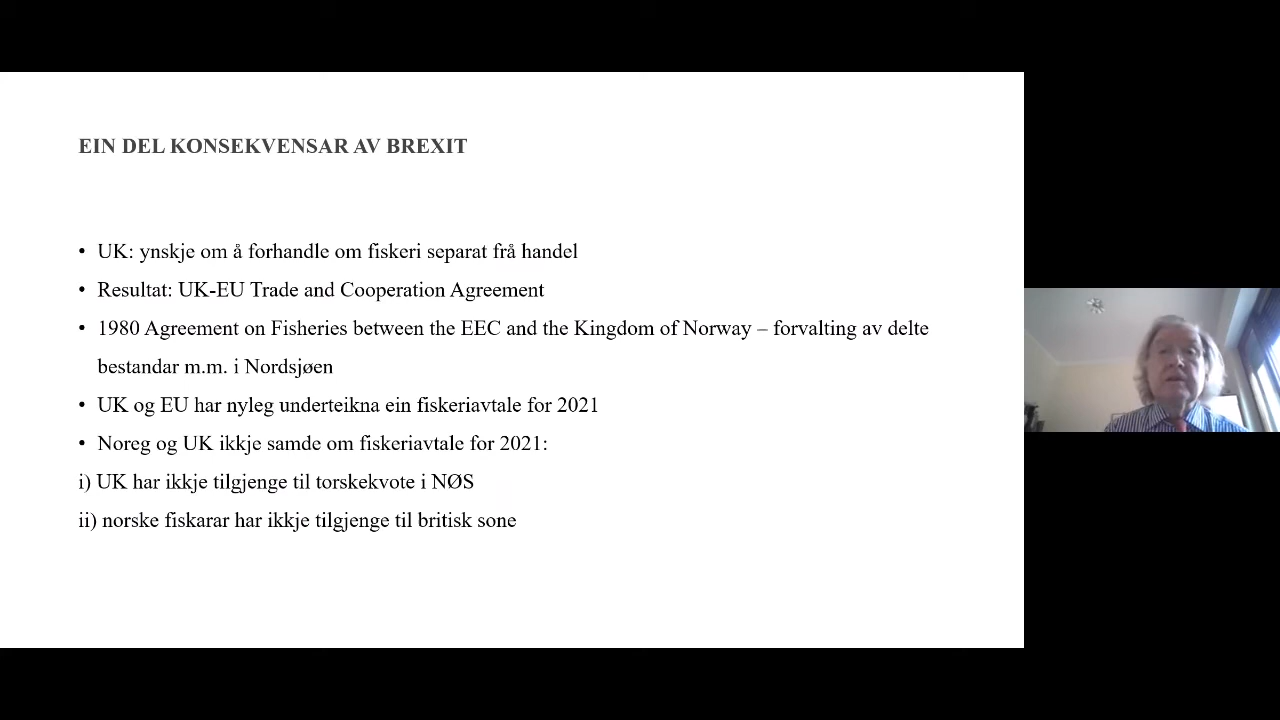 EIN DEL KONSEKVENSAR AV BREXIT
• UK: ynskje om å forhandle om fiskeri separat frå handel
• Resultat: UK-EU Trade and Cooperation Agreement
• 1980 Agreement on Fisheries between the EEC and the Kingdom of Norway – forvalting av delte
bestandar m.m. i Nordsjøen
• UK og EU har nyleg underteikna ein fiskeriavtale for 2021
• Noreg og UK ikkje samde om fiskeriavtale for 2021:
i) UK har ikkje tilgjenge til torskekvote i NØS
ii) norske fiskarar har ikkje tilgjenge til britisk sone